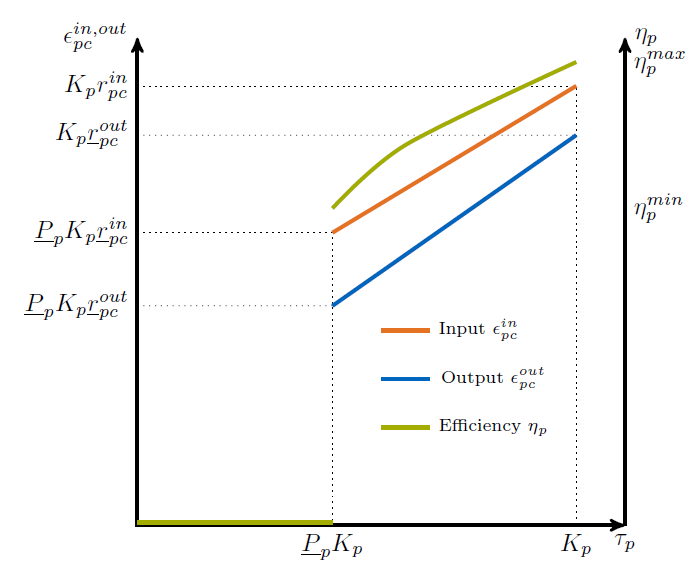 ϵ_{pc}^{in,out}
η_p
η_p^{max}
K_p r_{pc}^{in}
K_p r̲_{pc}^{out}
P̲_p K_p r̲_{pc}^{in}
η_p^{min}
P̲_p K_p r̲_{pc}^{out}
Input ϵ_{pc}^{in}
Output ϵ_{pc}^{out}
Efficiency η_p
P̲_p K_p
K_p
τ_p